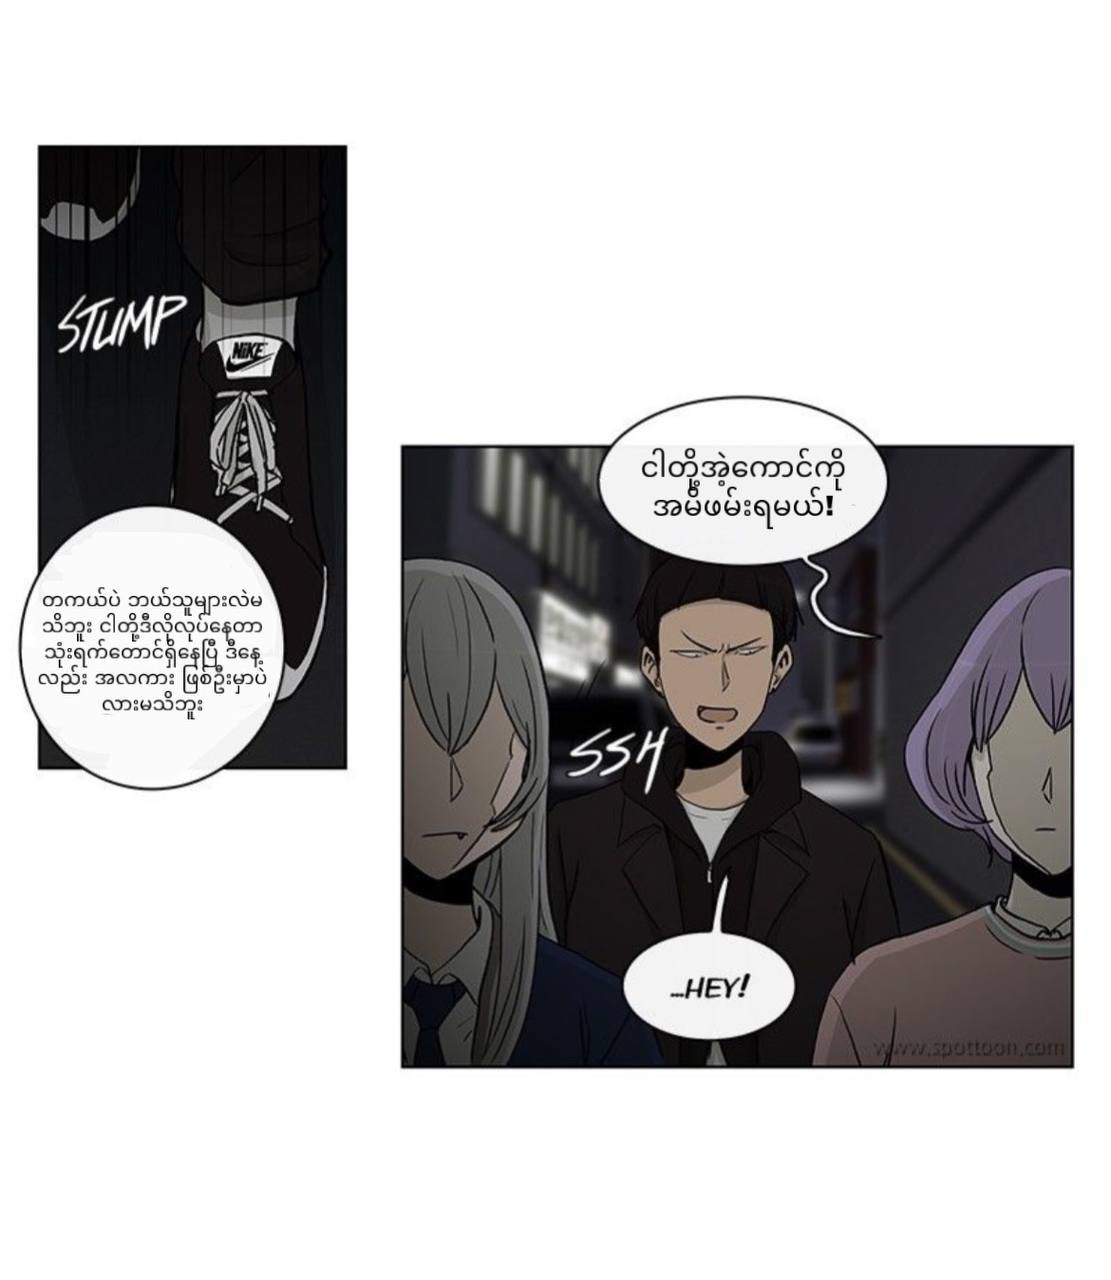 STUMP
NIKE
တကယ်ပဲ ဘယ်သူများလဲမ
သိဘူး ငါတို့ဒီလိုလုပ်နေတာ
သုံးရက်တောင်ရှိနေပြီ ဒီနေ့
လည်း အလကား ဖြစ်ဦးမှာပဲ
လားမသိဘူး
ငါတို့အဲ့ကောင်ကို
အမိဖမ်းရမယ်!
SSH
...HEY!
www.spottoon.com